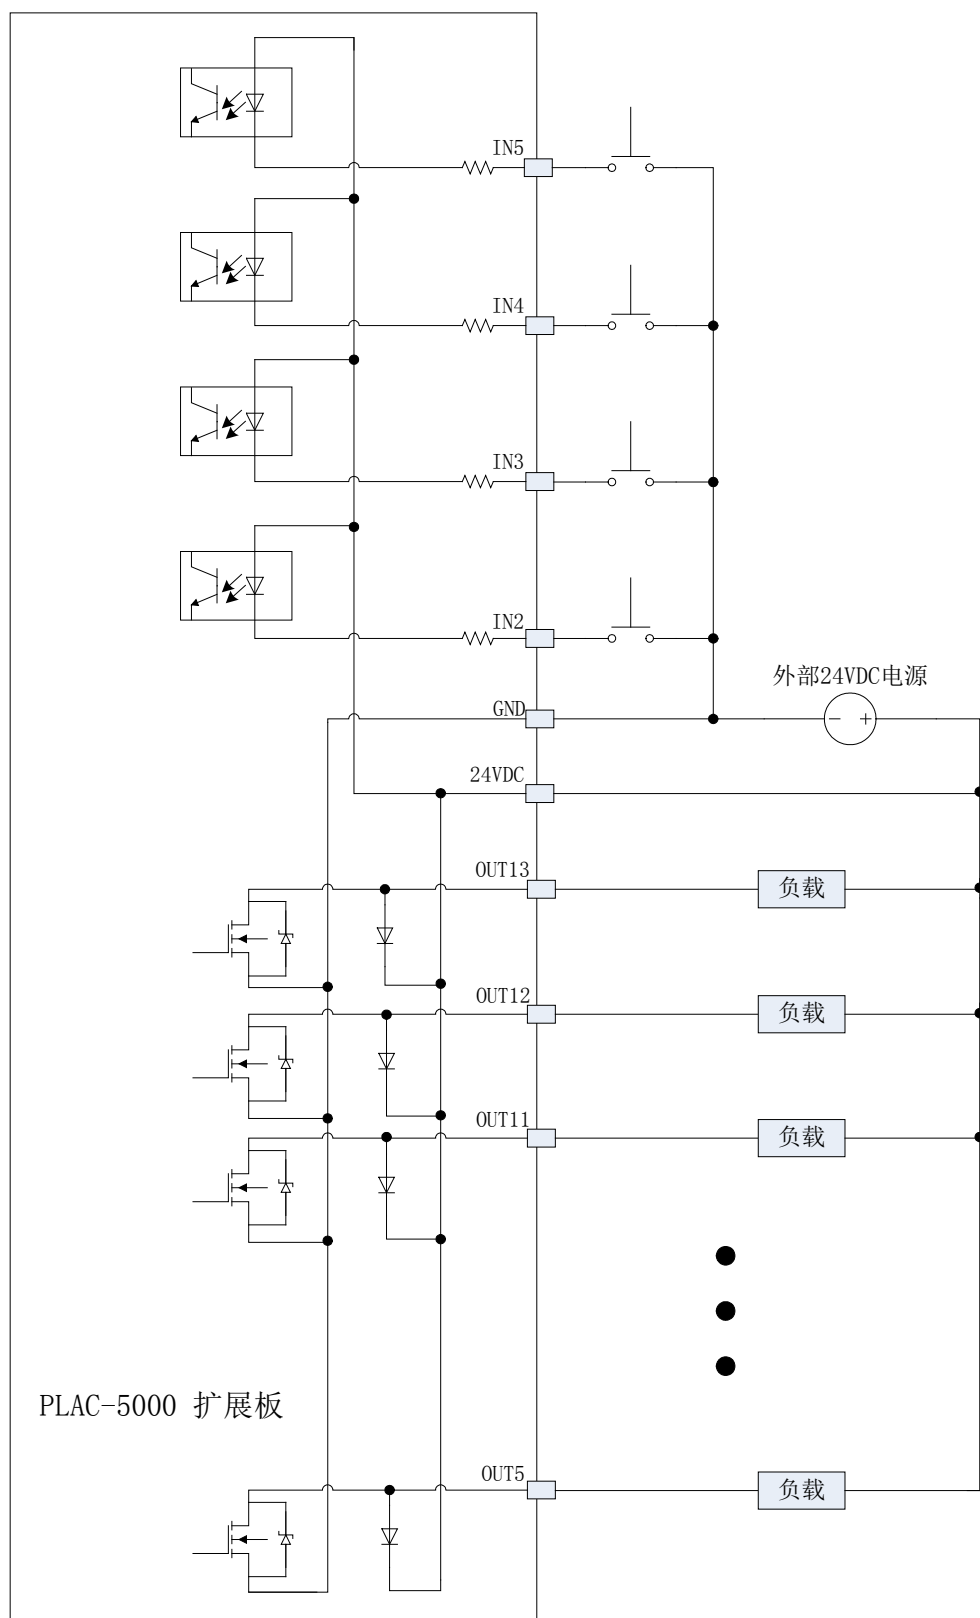 IN5
IN4
IN3
IN2
外部24VDC电源
GND
− +
24VDC
OUT13
负载
OUT12
负载
OUT11
负载
PLAC-5000 扩展板
OUT5
负载